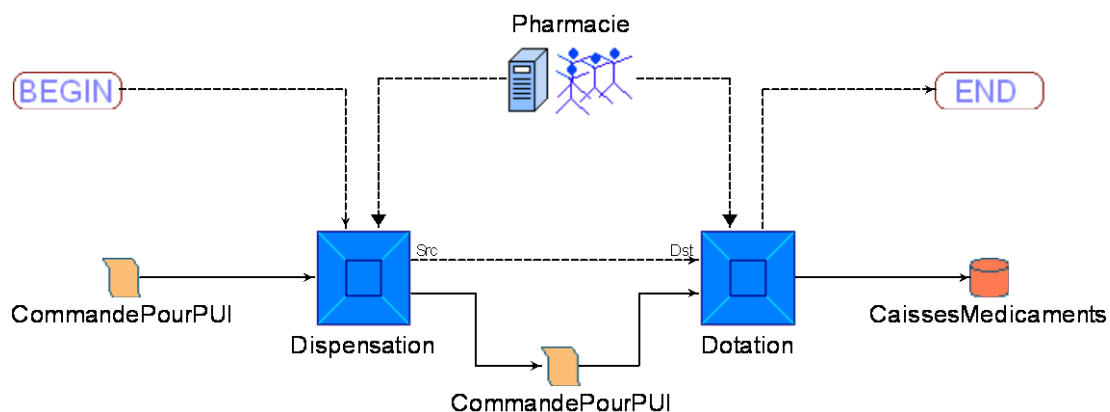 Pharmacie
BEGIN
END
Src
Dst
CommandePourPUI
Dispensation
Dotation
CaissesMedicaments
CommandePourPUI